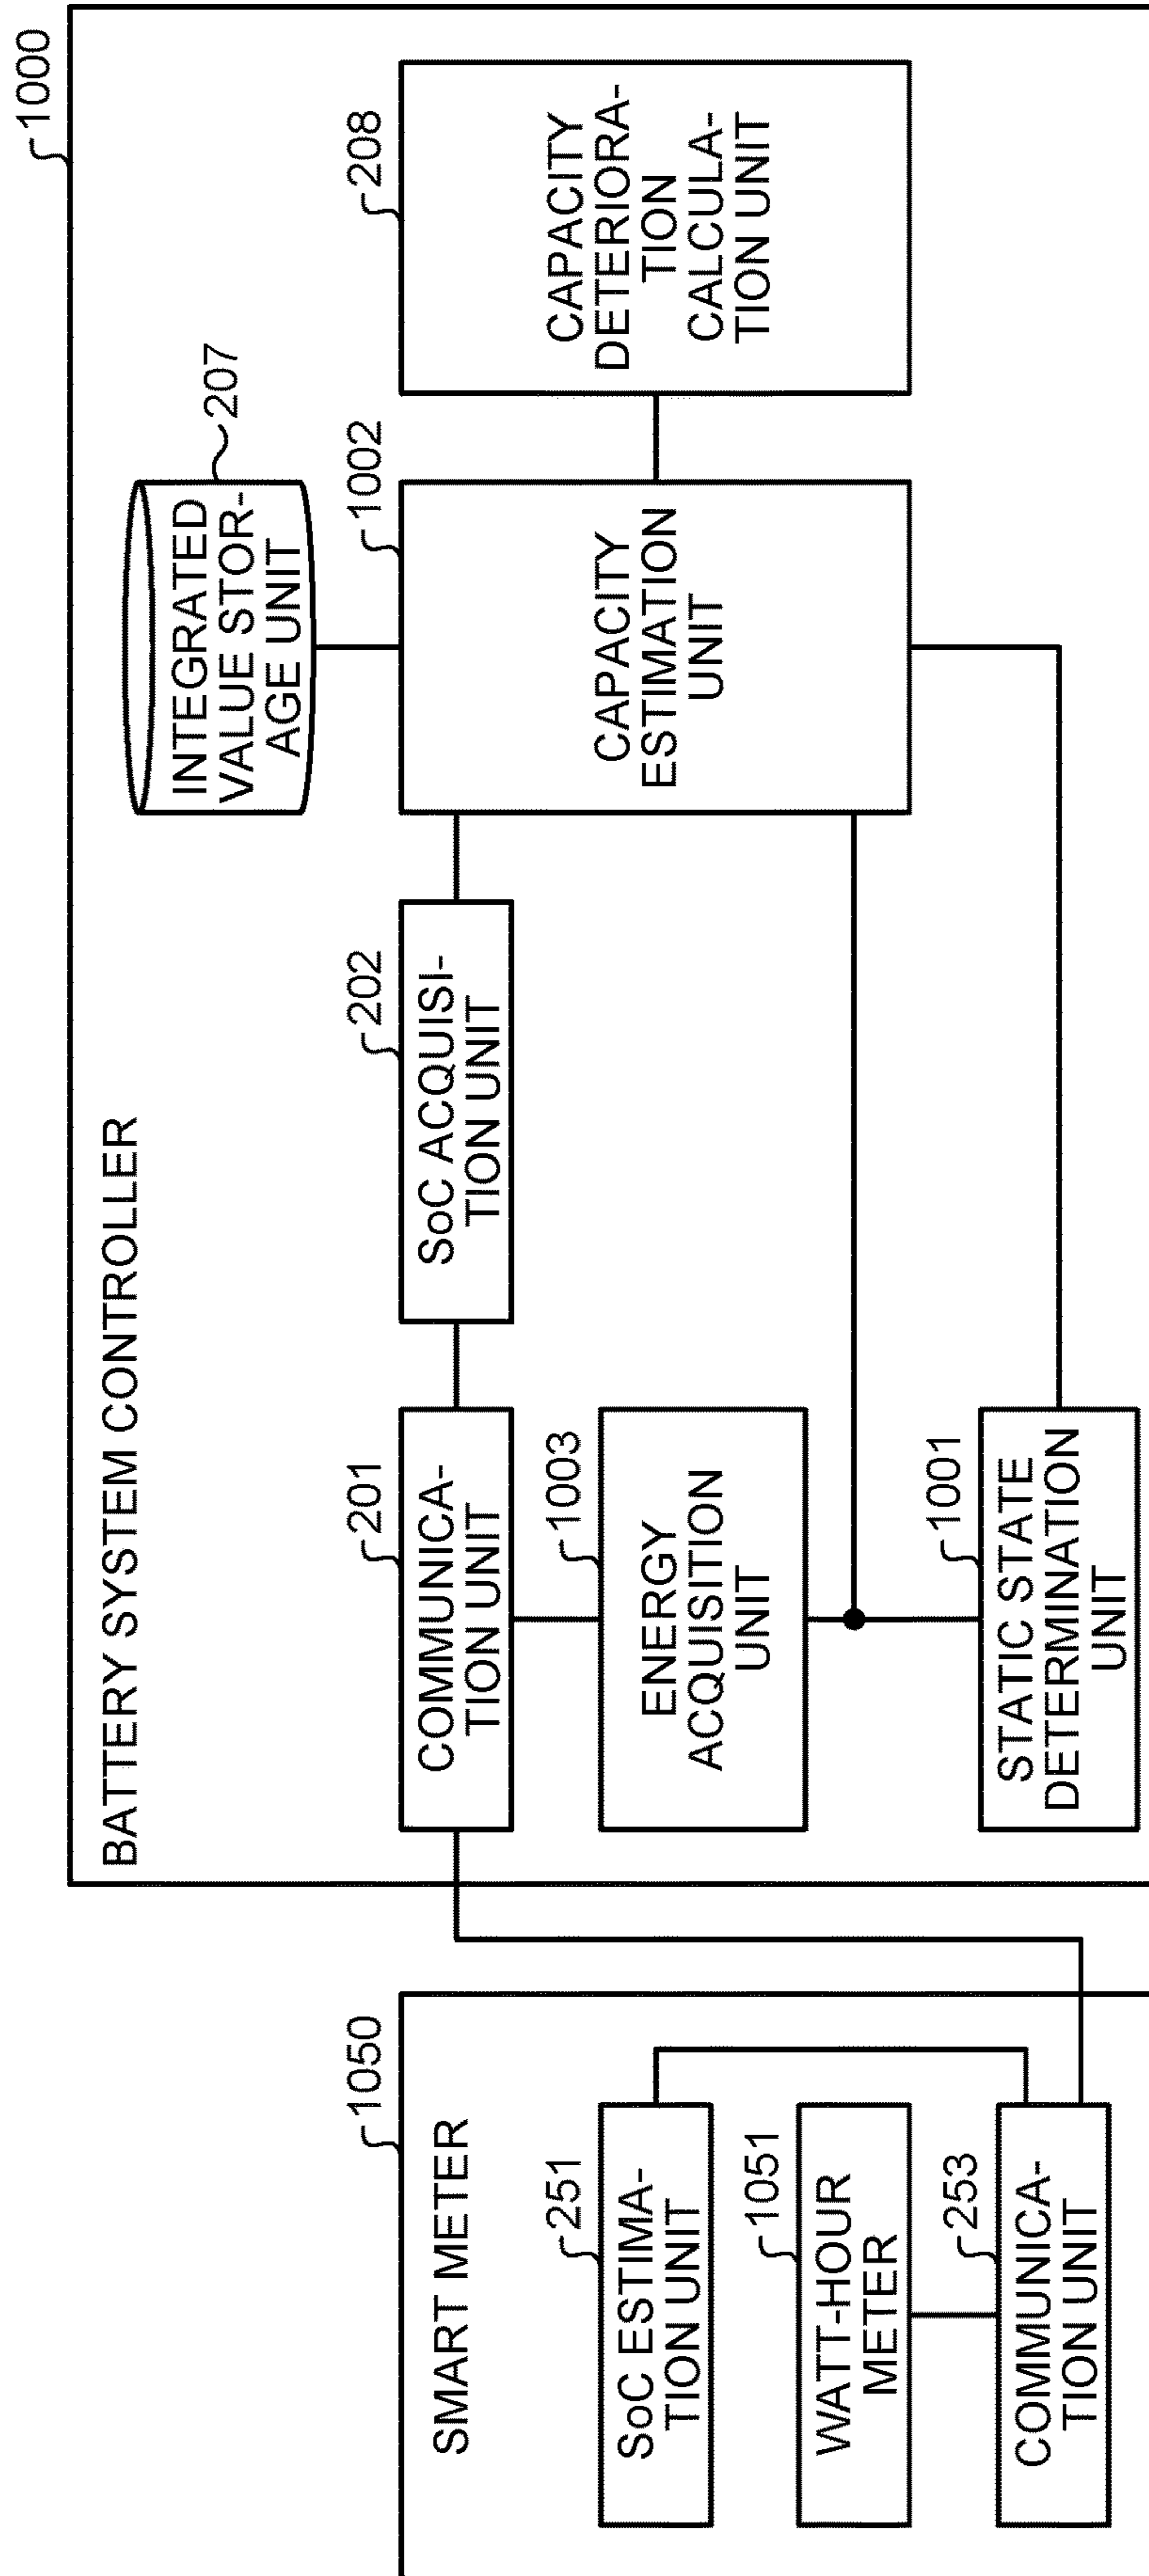 1000
BATTERY SYSTEM CONTROLLER
207
INTEGRATED
VALUE STOR-
AGE UNIT
1050
SMART METER
201
COMMUNICA-
TION UNIT
202
SoC ACQUISI-
TION UNIT
1002
CAPACITY
ESTIMATION
UNIT
208
CAPACITY
DETERIORA-
TION
CALCULA-
TION UNIT
251
SoC ESTIMA-
TION UNIT
1003
ENERGY
ACQUISITION
UNIT
1051
WATT-HOUR
METER
253
COMMUNICA-
TION UNIT
1001
STATIC STATE
DETERMINATION
UNIT